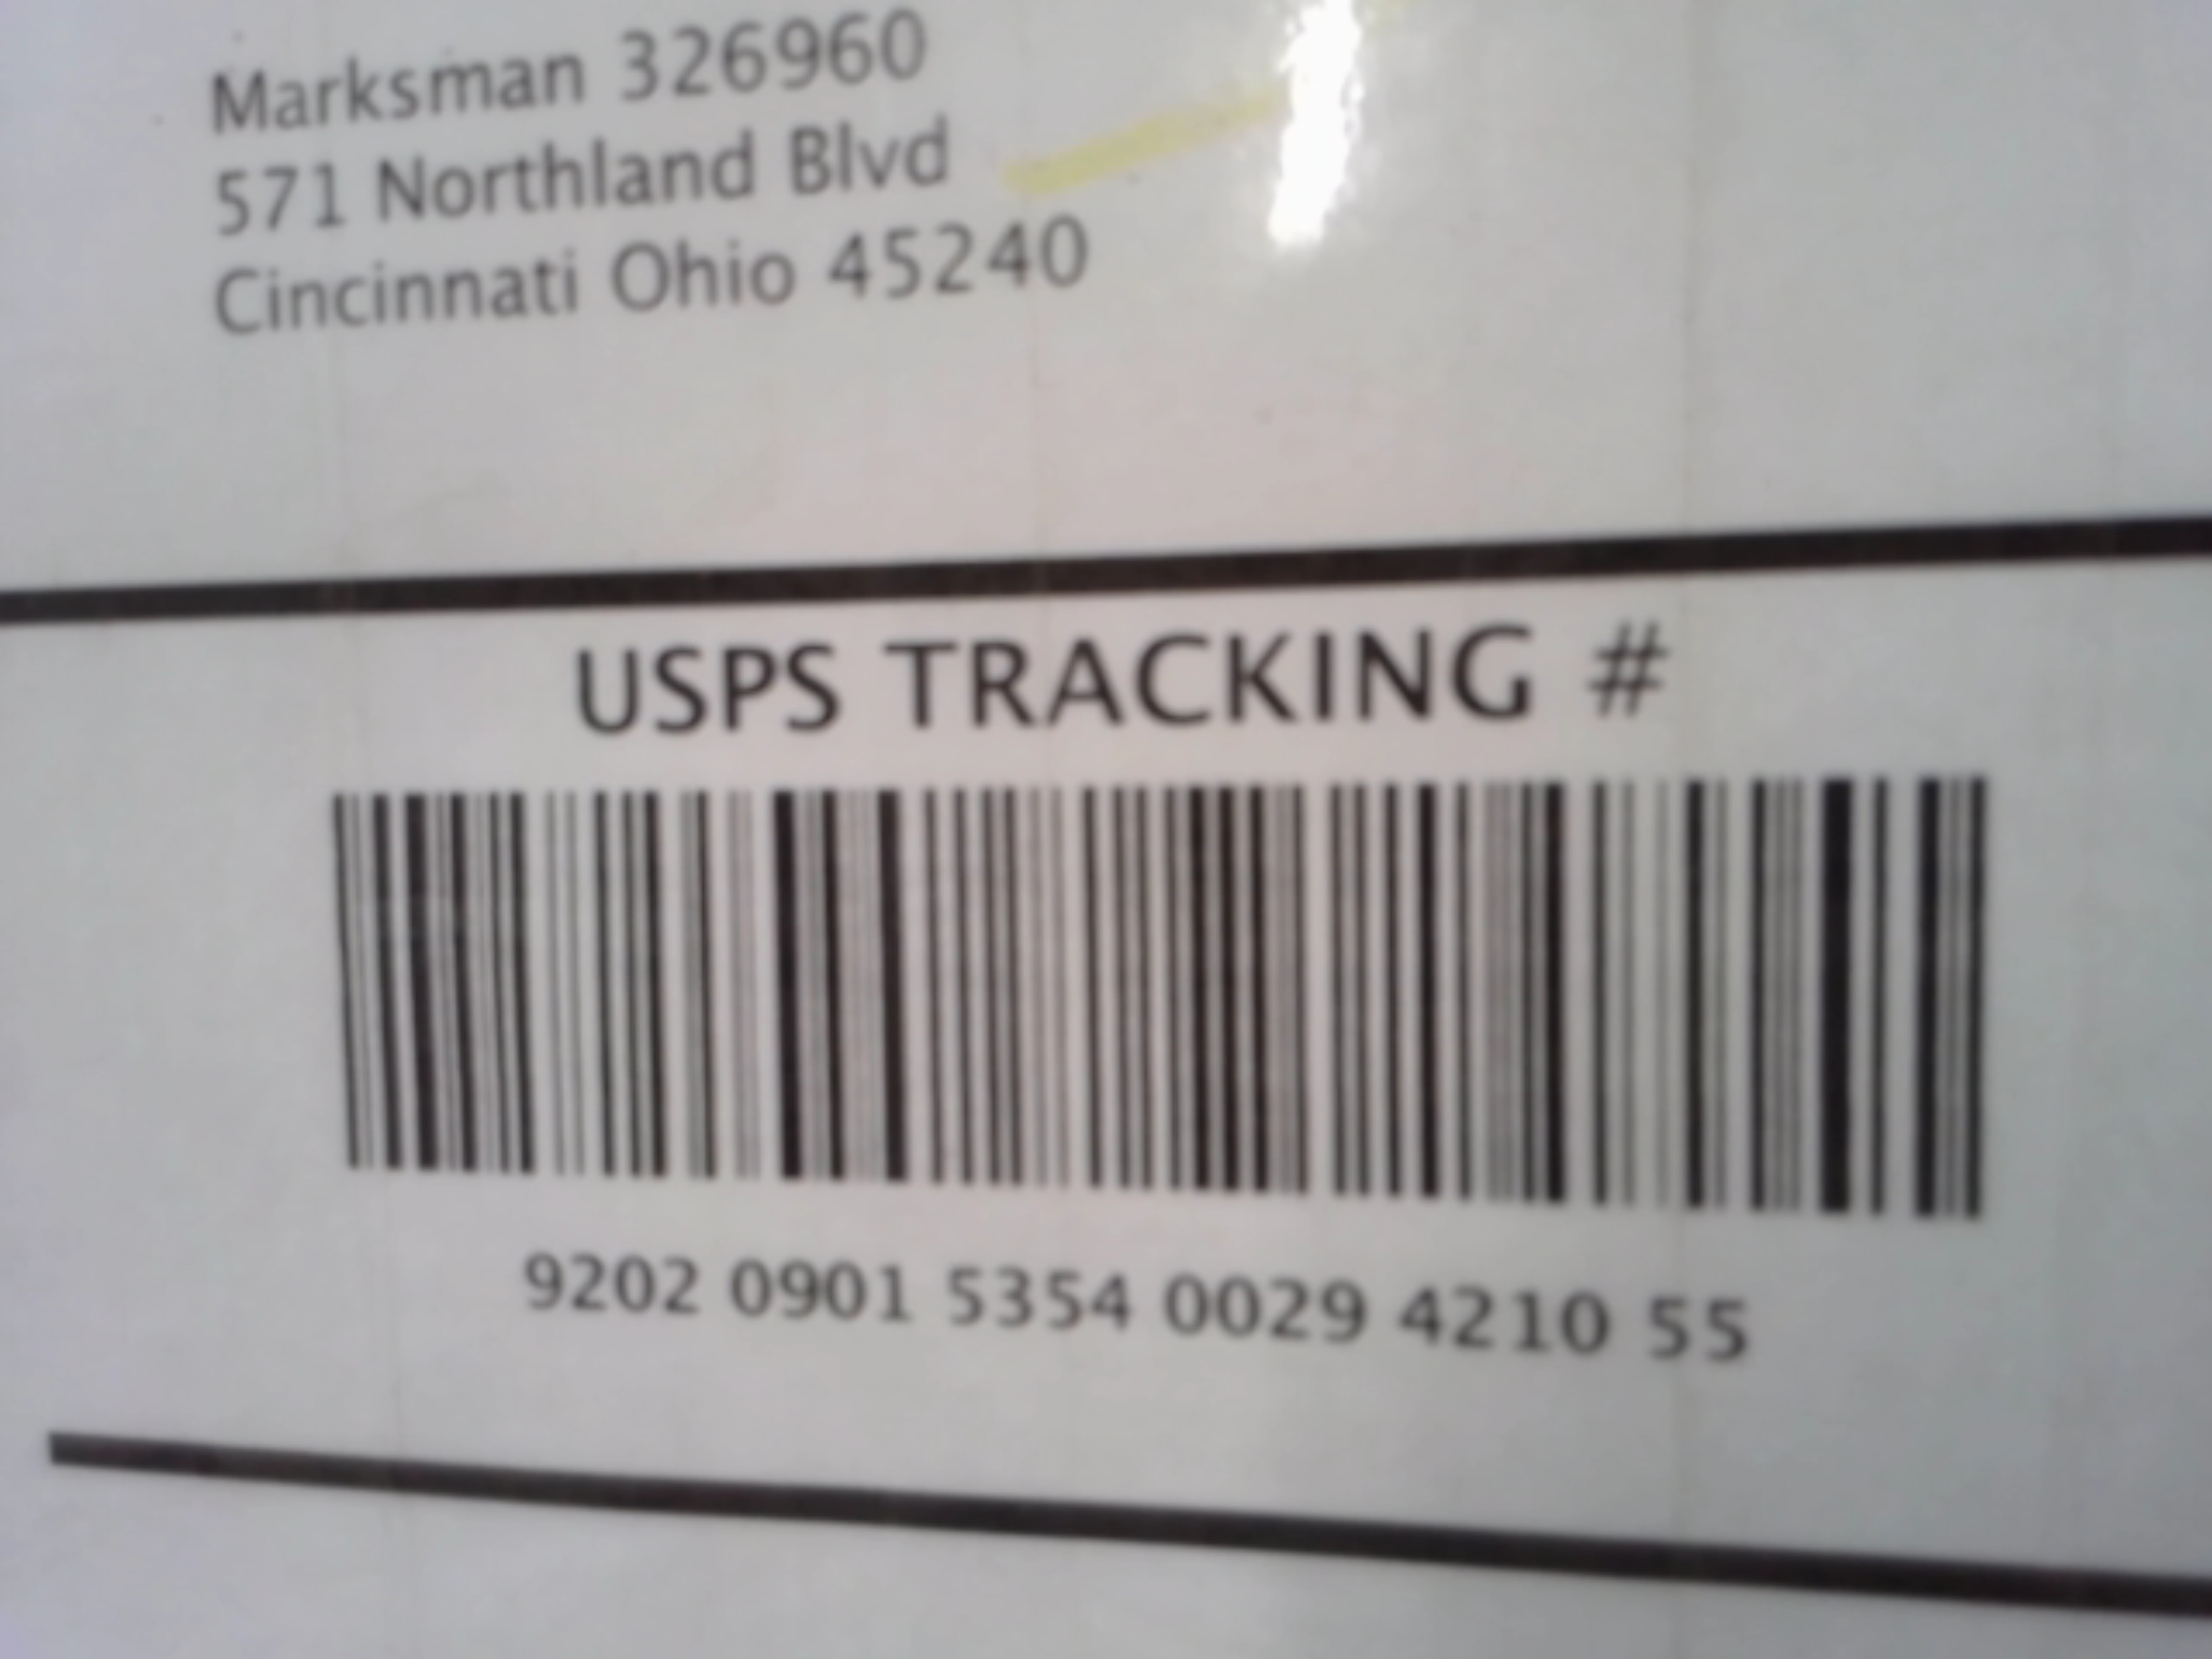 Marksman 326960
571 Northland Blvd
Cincinnati Ohio 45240
USPS TRACKING #
9202 0901 5354 0029 4210 55